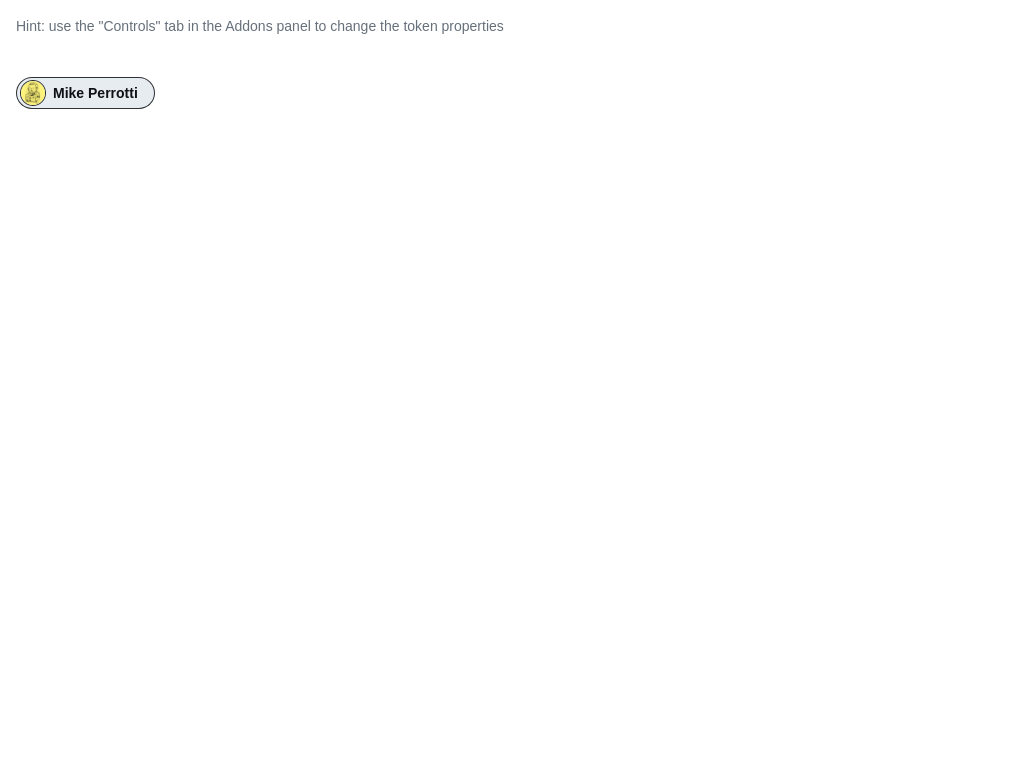 Hint: use the "Controls" tab in the Addons panel to change the token properties
Mike Perrotti